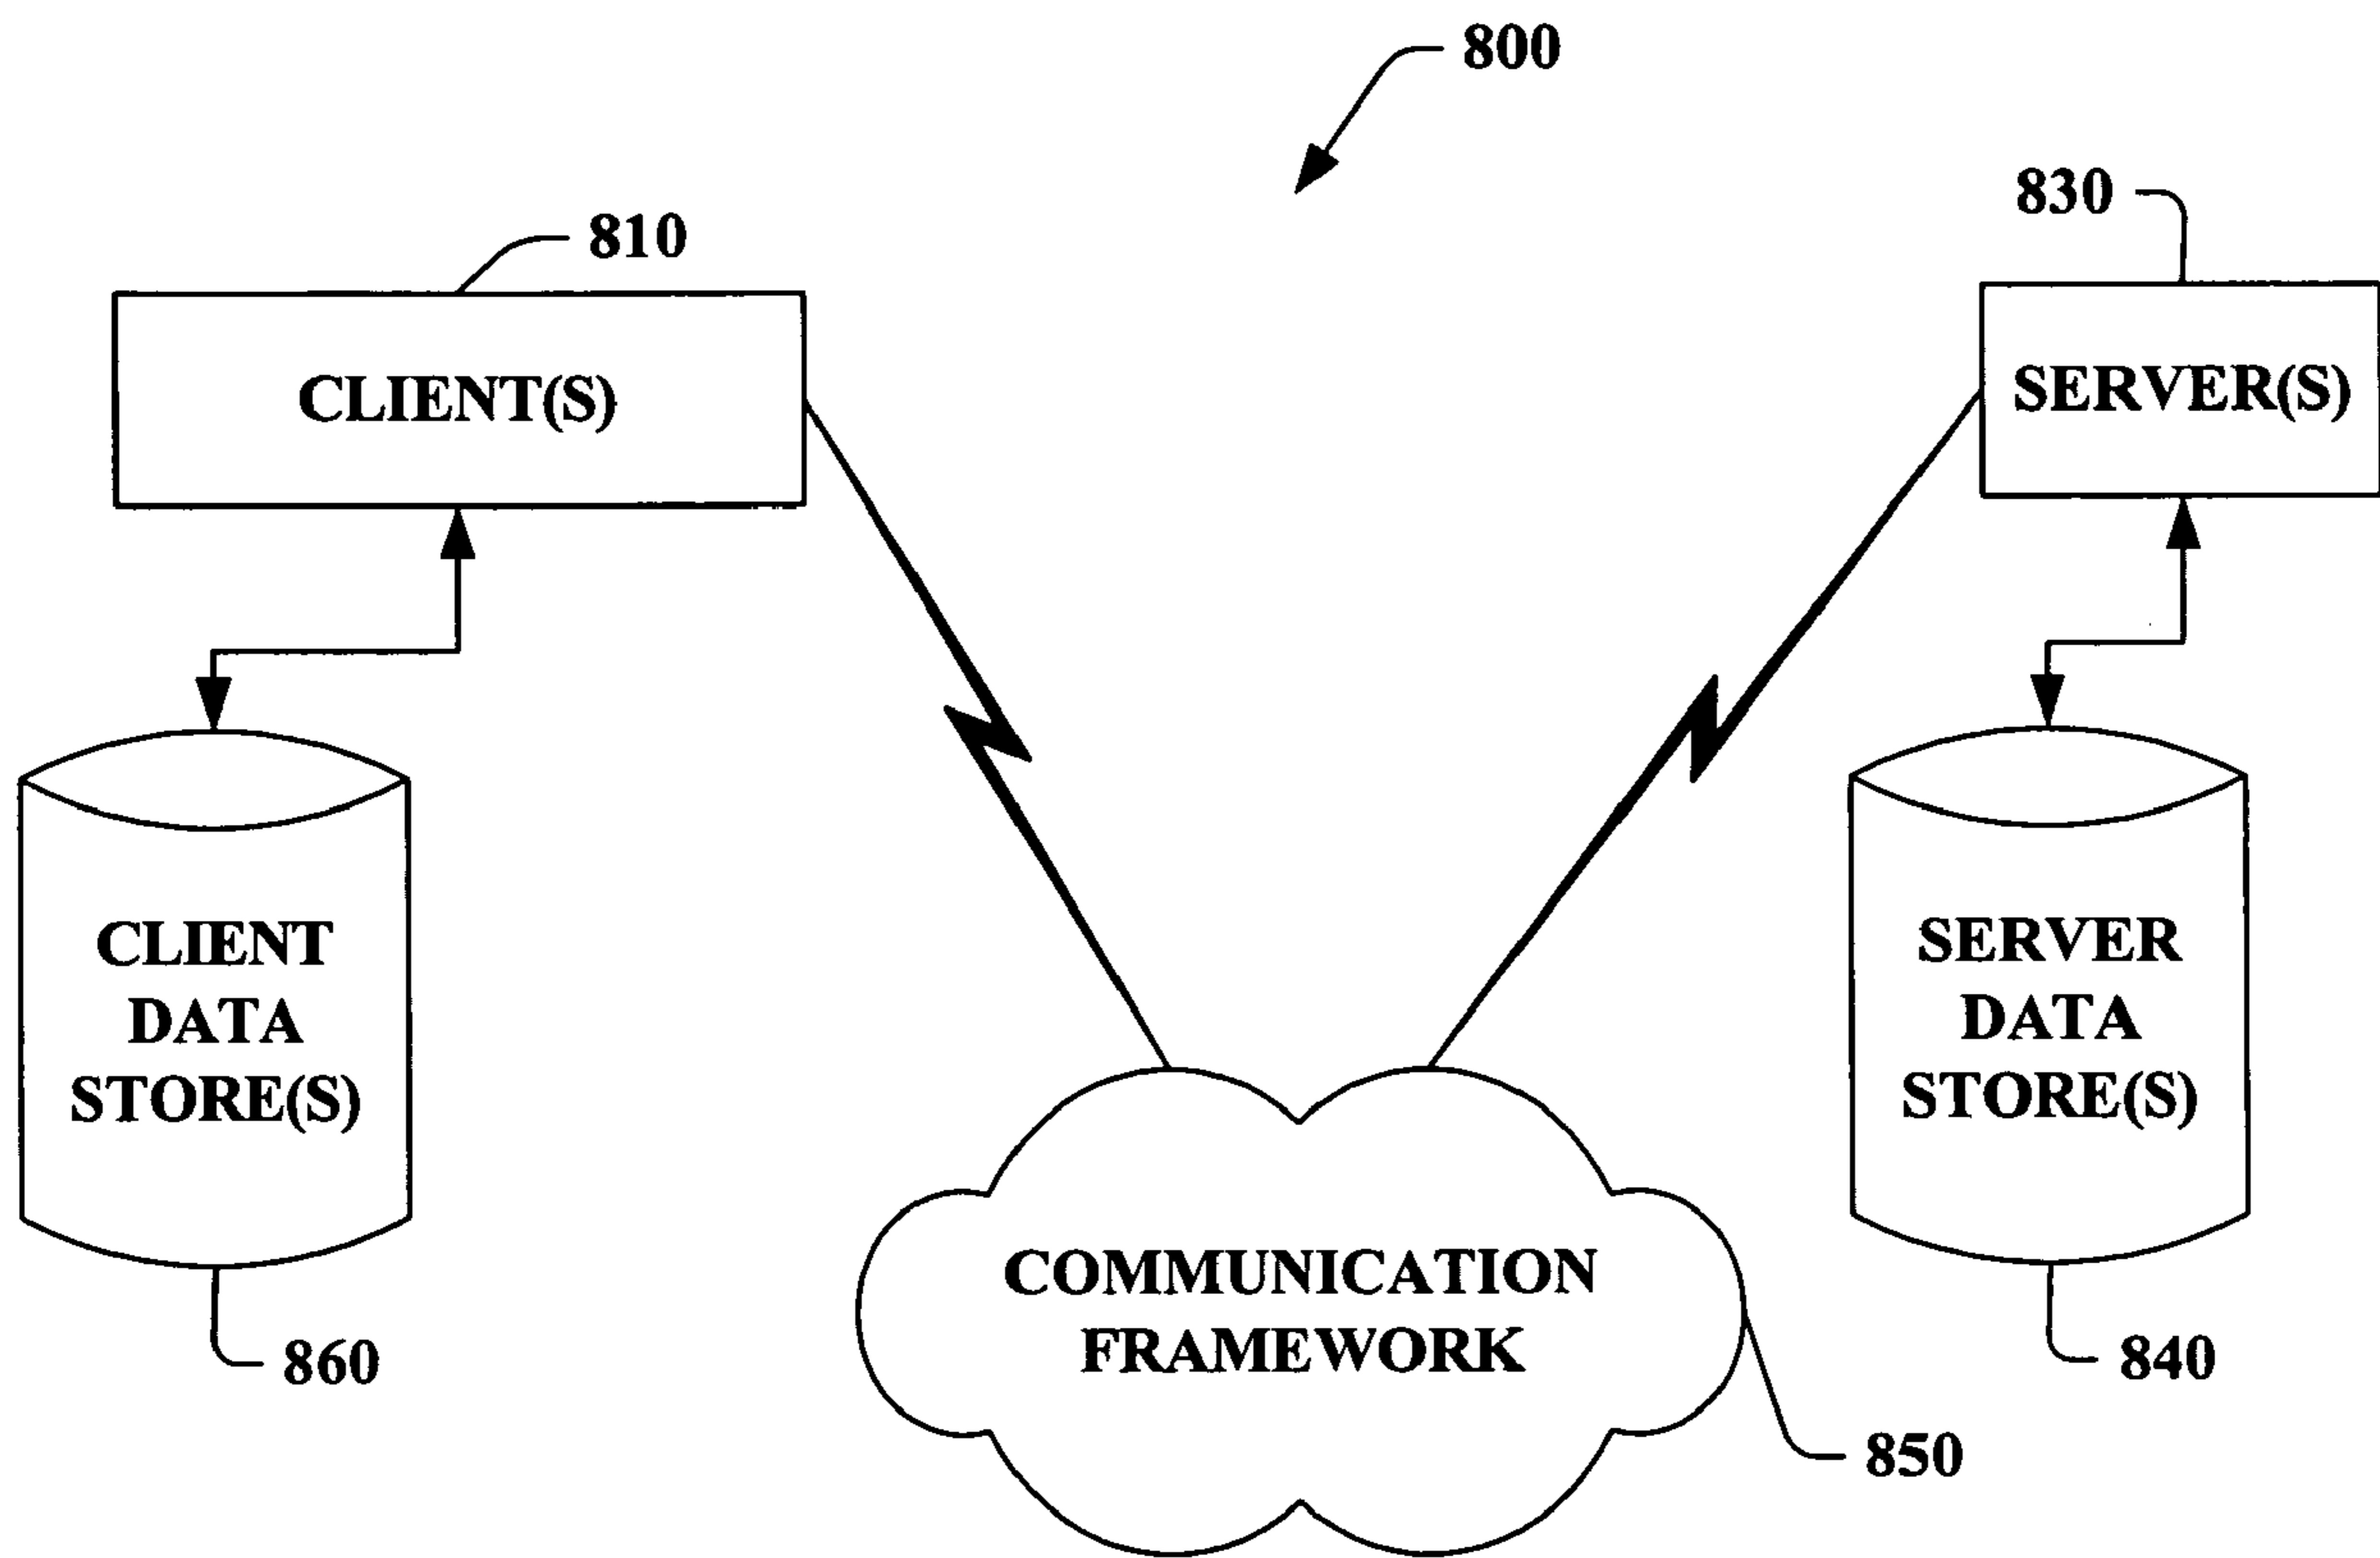 800
830
810
CLIENT(S)
SERVER(S)
CLIENT
DATA
STORE(S)
SERVER
DATA
STORE(S)
COMMUNICATION
FRAMEWORK
860
840
850